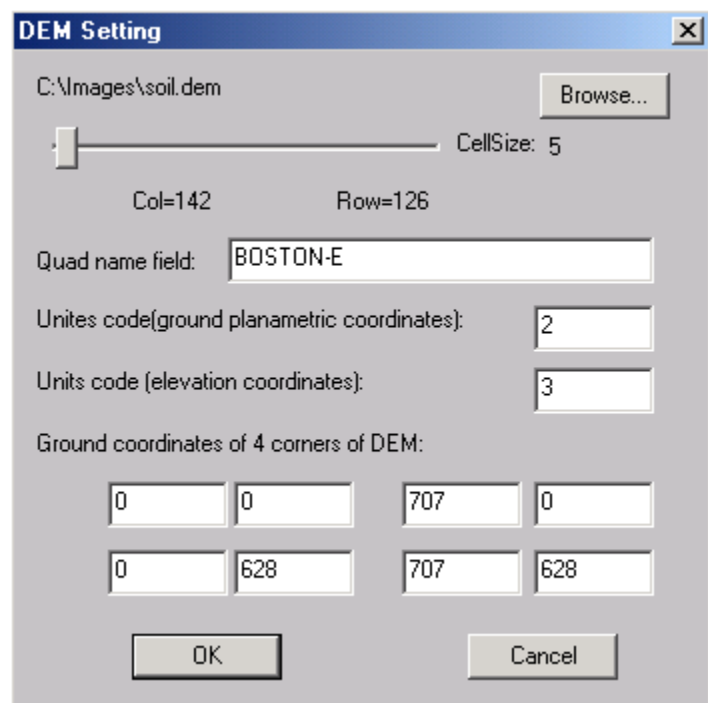 DEM Setting
C:\Images\soil.dem
Browse...
CellSize: 5
Col=142 Row=126
Quad name field: BOSTON-E
Unites code(ground planametric coordinates): 2
Units code (elevation coordinates): 3
Ground coordinates of 4 corners of DEM:
0 0 707 0
0 628 707 628
OK Cancel